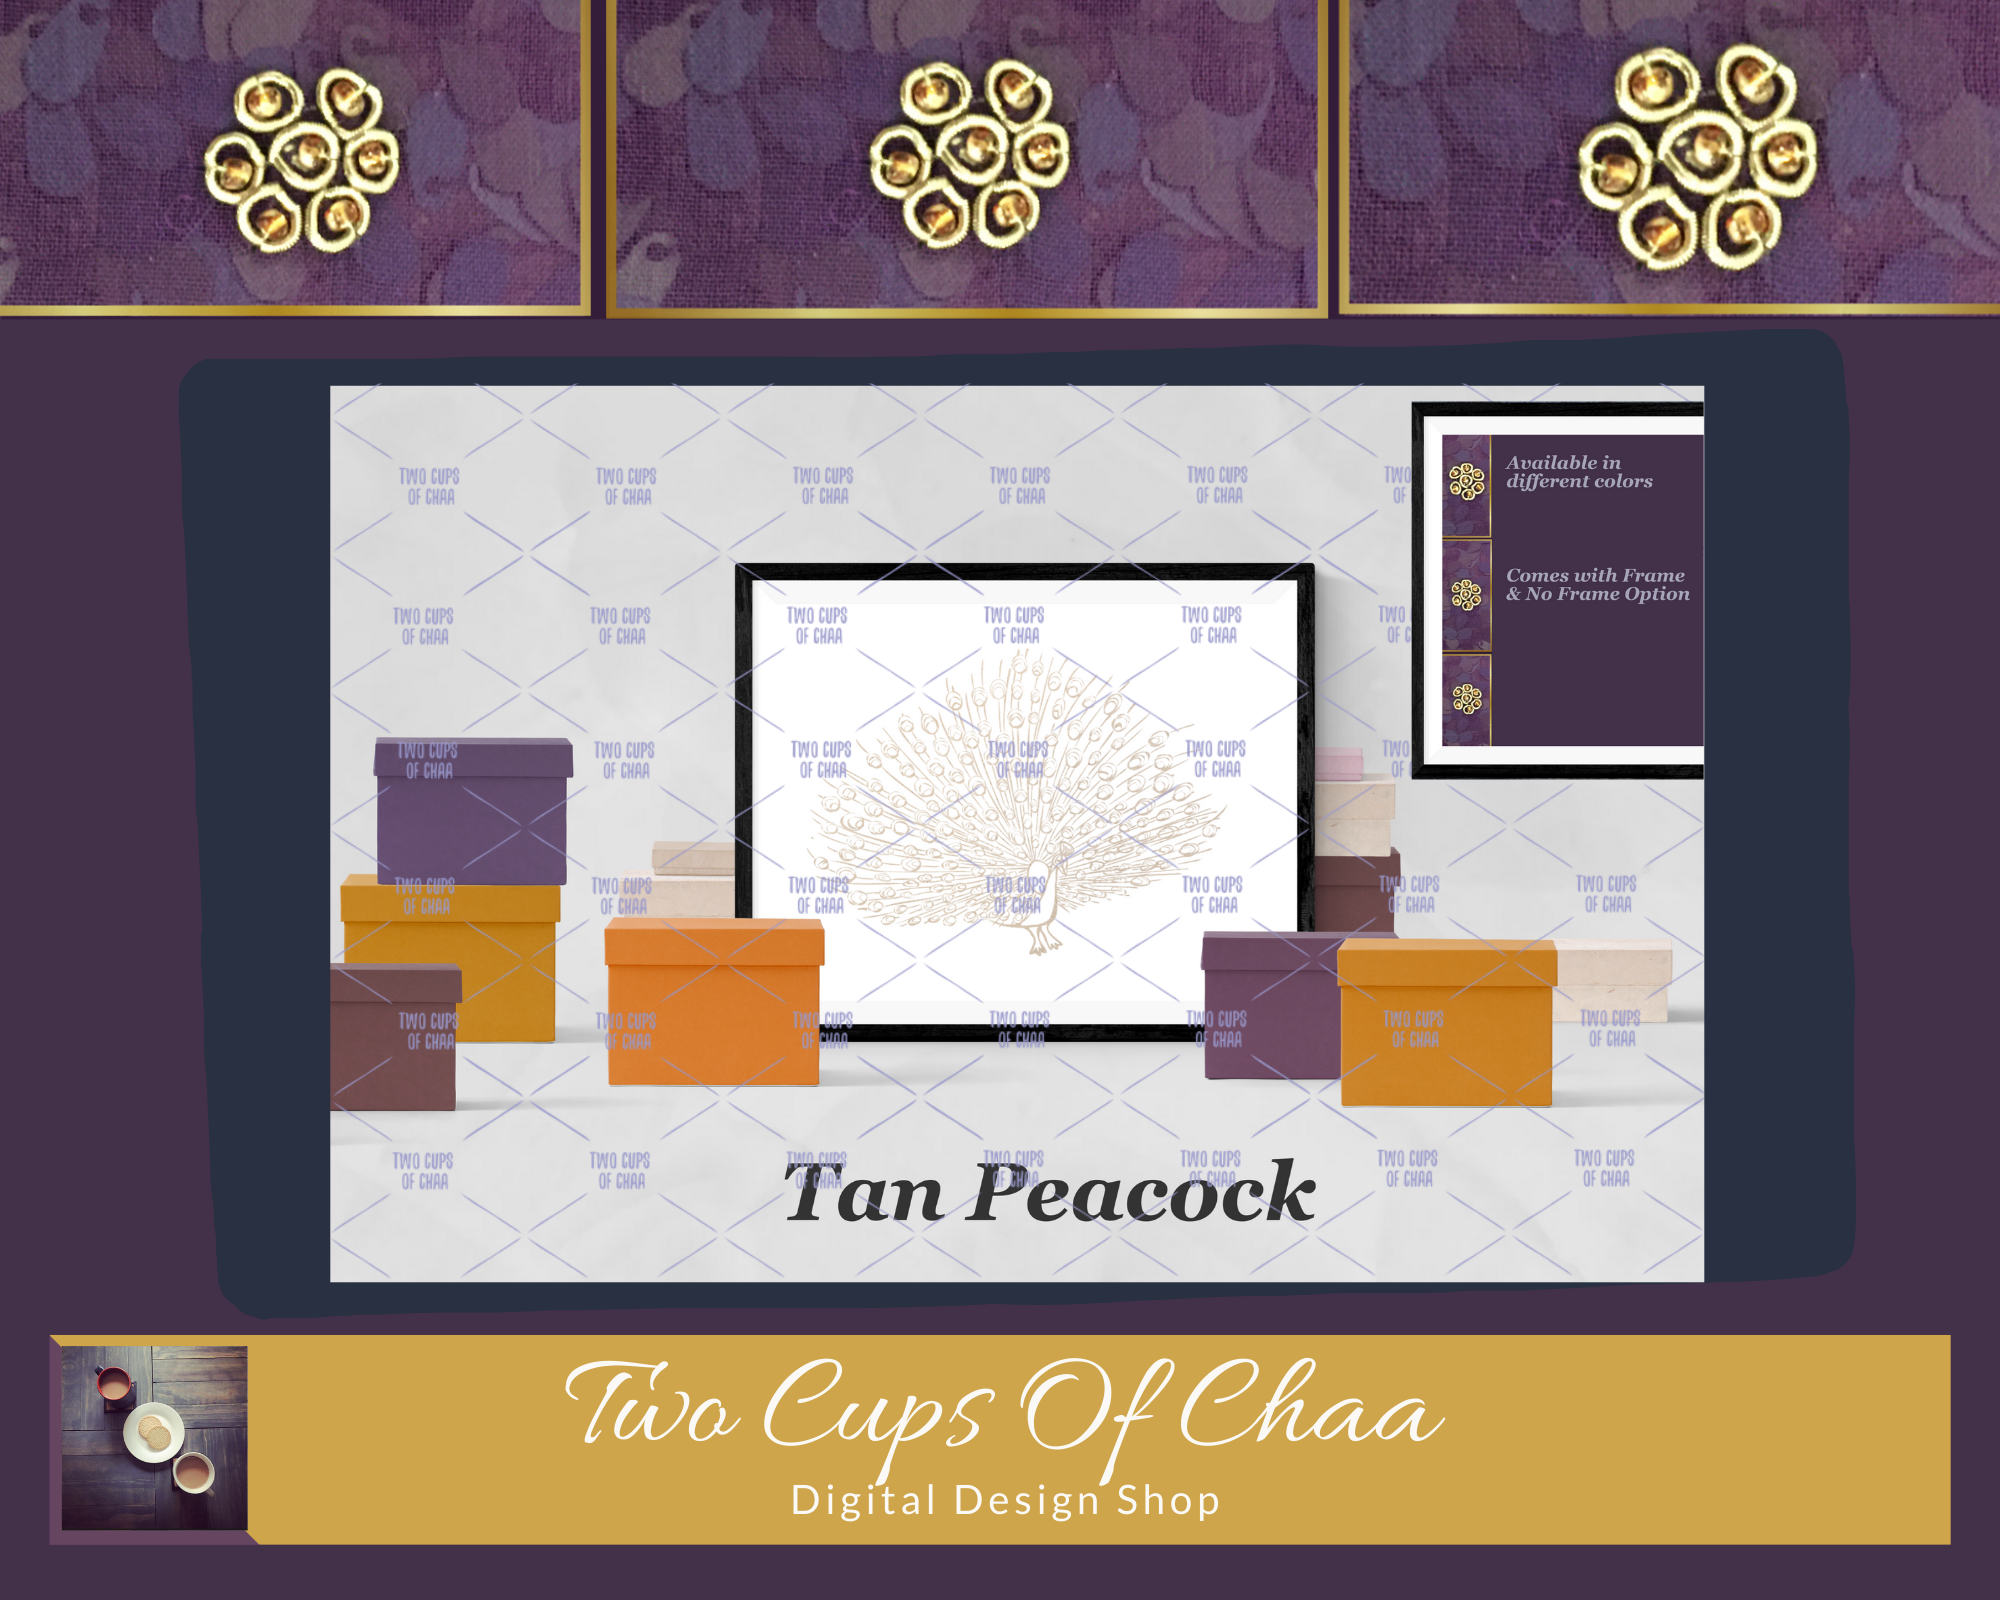 Available in
different colors
Comes with Frame
& No Frame Option
TWO CUPS
OF CHAA
Tan Peacock
Two Cups Of Chaa
Digital Design Shop